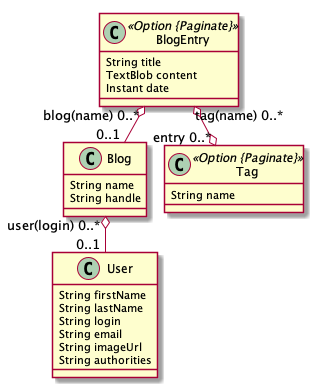 C «Option {Paginate}»
BlogEntry
String title
TextBlob content
Instant date
blog(name) 0..* tag(name) 0..*
0..1 entry 0..*
C Blog
String name
String handle
C «Option {Paginate}»
Tag
String name
user(login) 0..*
0..1
C User
String firstName
String lastName
String login
String email
String imageUrl
String authorities